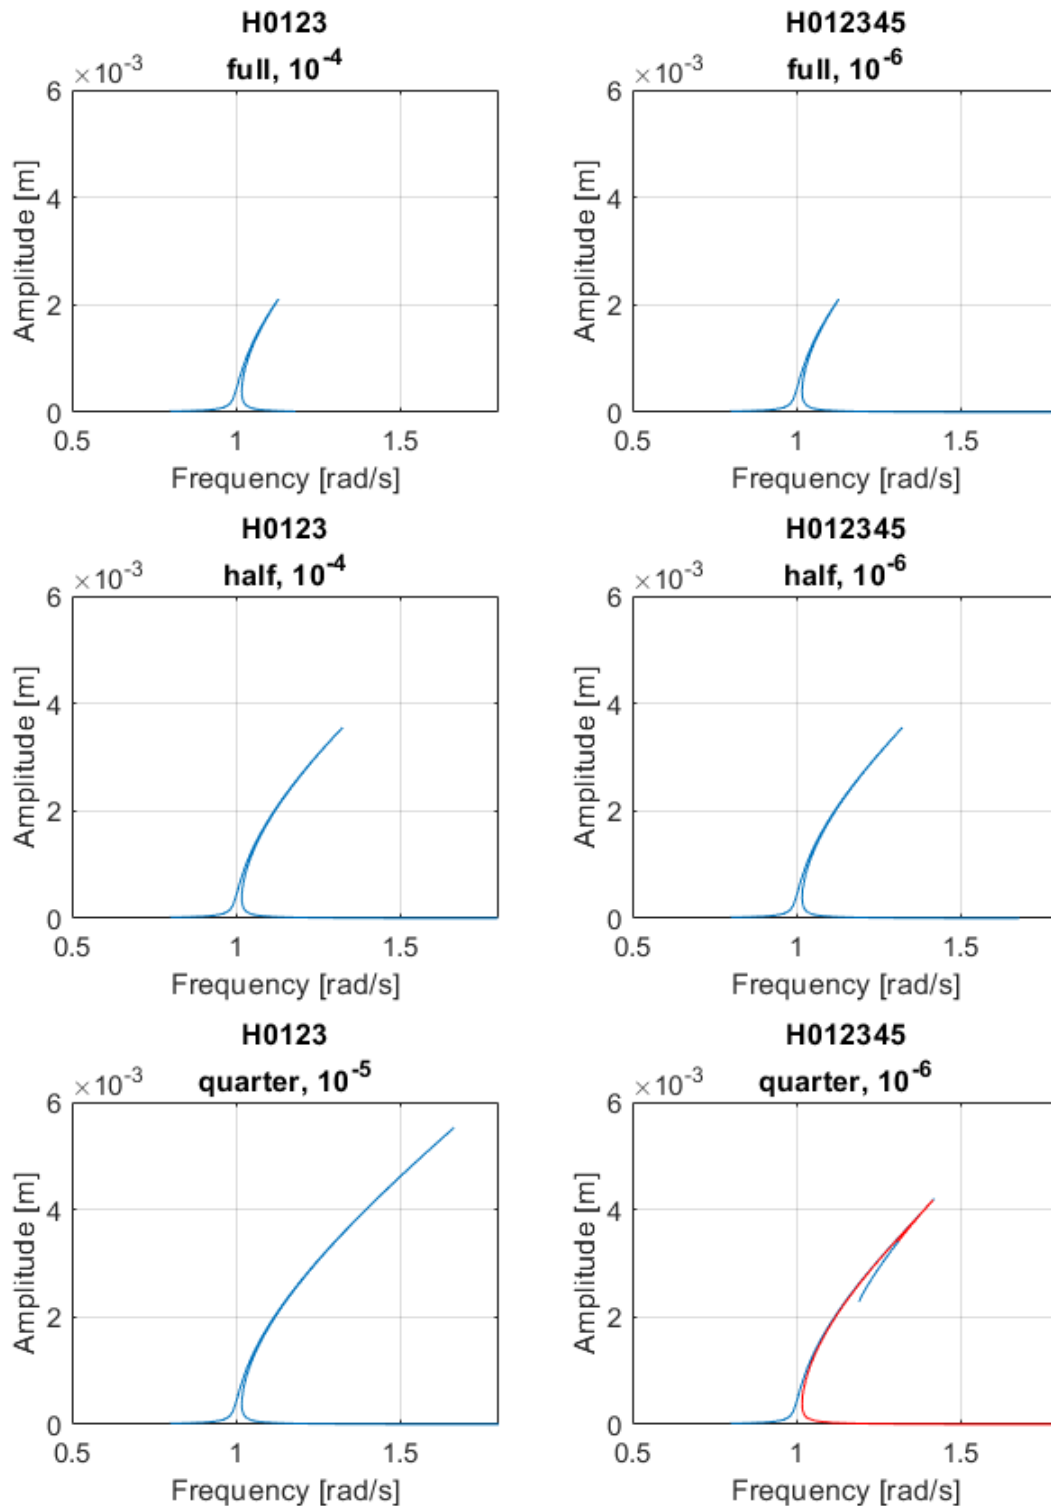 H0123
full, 10⁻⁴
×10⁻³
6
4
2
0
0.5 1 1.5
Amplitude [m]
Frequency [rad/s]
H012345
full, 10⁻⁶
×10⁻³
6
4
2
0
0.5 1 1.5
Amplitude [m]
Frequency [rad/s]
H0123
half, 10⁻⁴
×10⁻³
6
4
2
0
0.5 1 1.5
Amplitude [m]
Frequency [rad/s]
H012345
half, 10⁻⁶
×10⁻³
6
4
2
0
0.5 1 1.5
Amplitude [m]
Frequency [rad/s]
H0123
quarter, 10⁻⁵
×10⁻³
6
4
2
0
0.5 1 1.5
Amplitude [m]
Frequency [rad/s]
H012345
quarter, 10⁻⁶
×10⁻³
6
4
2
0
0.5 1 1.5
Amplitude [m]
Frequency [rad/s]